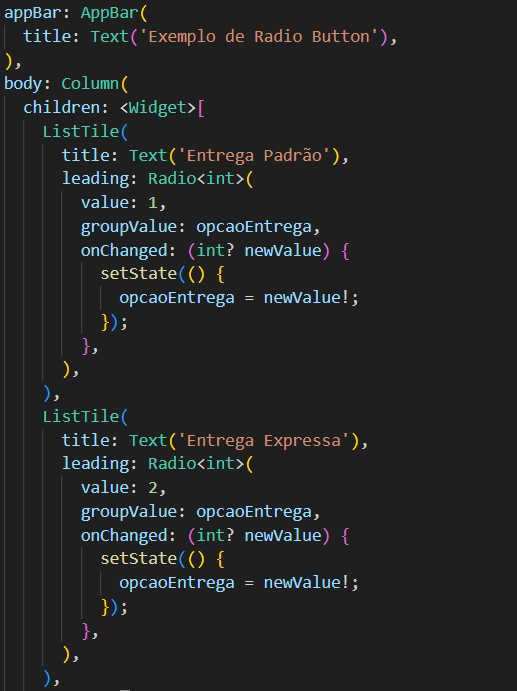 appBar: AppBar(
  title: Text('Exemplo de Radio Button'),
),
body: Column(
  children: <Widget>[
    ListTile(
      title: Text('Entrega Padrão'),
      leading: Radio<int>(
        value: 1,
        groupValue: opcaoEntrega,
        onChanged: (int? newValue) {
          setState(() {
            opcaoEntrega = newValue!;
          });
        },
      ),
    ),
    ListTile(
      title: Text('Entrega Expressa'),
      leading: Radio<int>(
        value: 2,
        groupValue: opcaoEntrega,
        onChanged: (int? newValue) {
          setState(() {
            opcaoEntrega = newValue!;
          });
        },
      ),
    ),